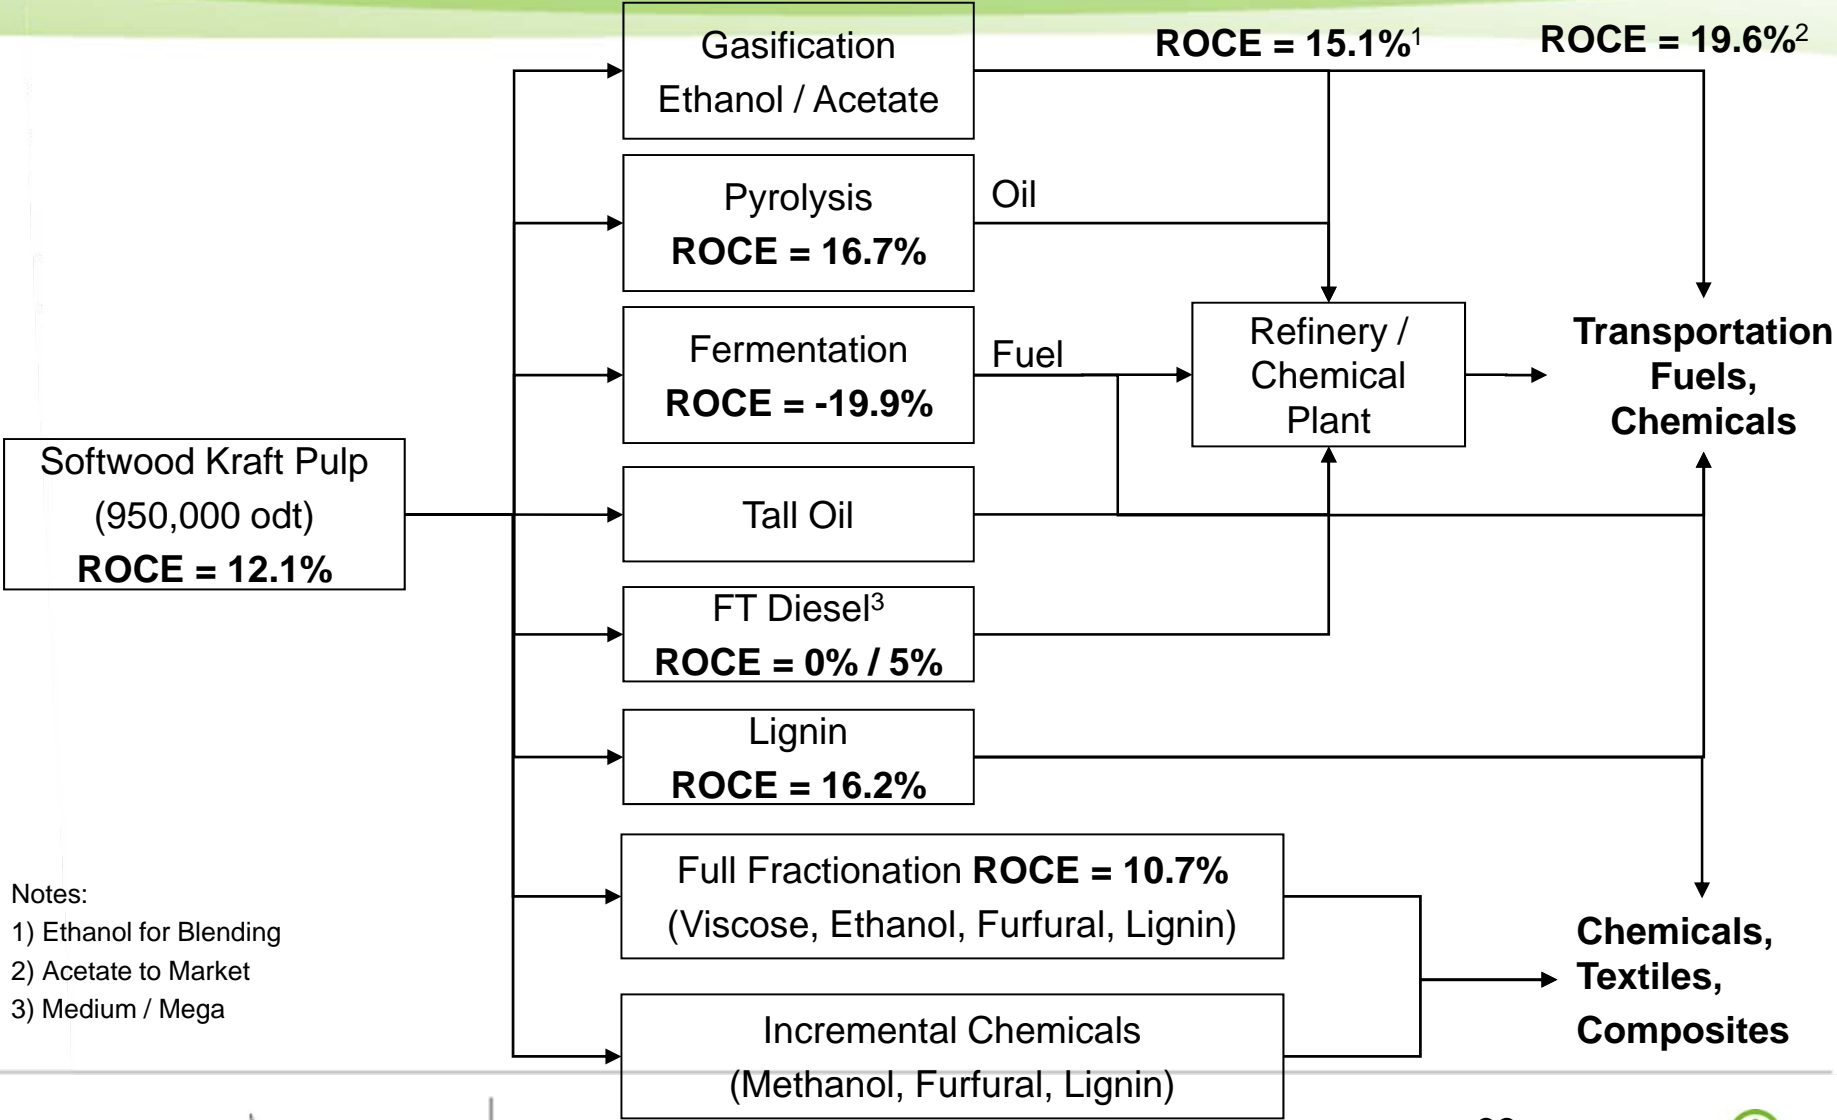 Gasification
Ethanol / Acetate
ROCE = 15.1%¹
ROCE = 19.6%²
Pyrolysis
ROCE = 16.7%
Oil
Fermentation
ROCE = -19.9%
Fuel
Refinery /
Chemical
Plant
Transportation
Fuels,
Chemicals
Softwood Kraft Pulp
(950,000 odt)
ROCE = 12.1%
Tall Oil
FT Diesel³
ROCE = 0% / 5%
Lignin
ROCE = 16.2%
Full Fractionation ROCE = 10.7%
(Viscose, Ethanol, Furfural, Lignin)
Notes:
1) Ethanol for Blending
2) Acetate to Market
3) Medium / Mega
Chemicals,
Textiles,
Composites
Incremental Chemicals
(Methanol, Furfural, Lignin)